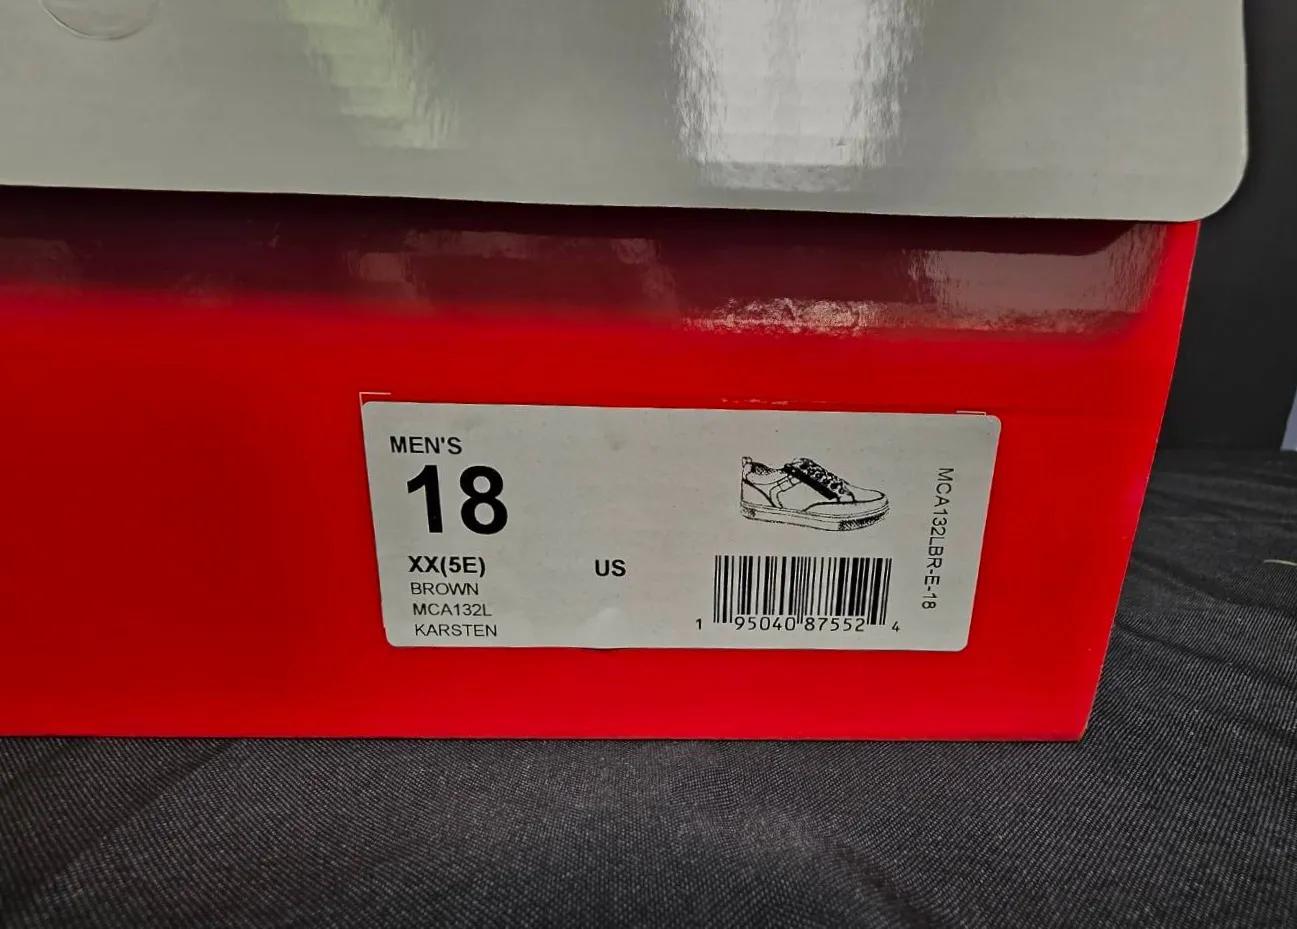 MEN'S
18
XX(5E)
US
BROWN
MCA132L
KARSTEN
1 95040 87552 4
MCA132LBR-E-18